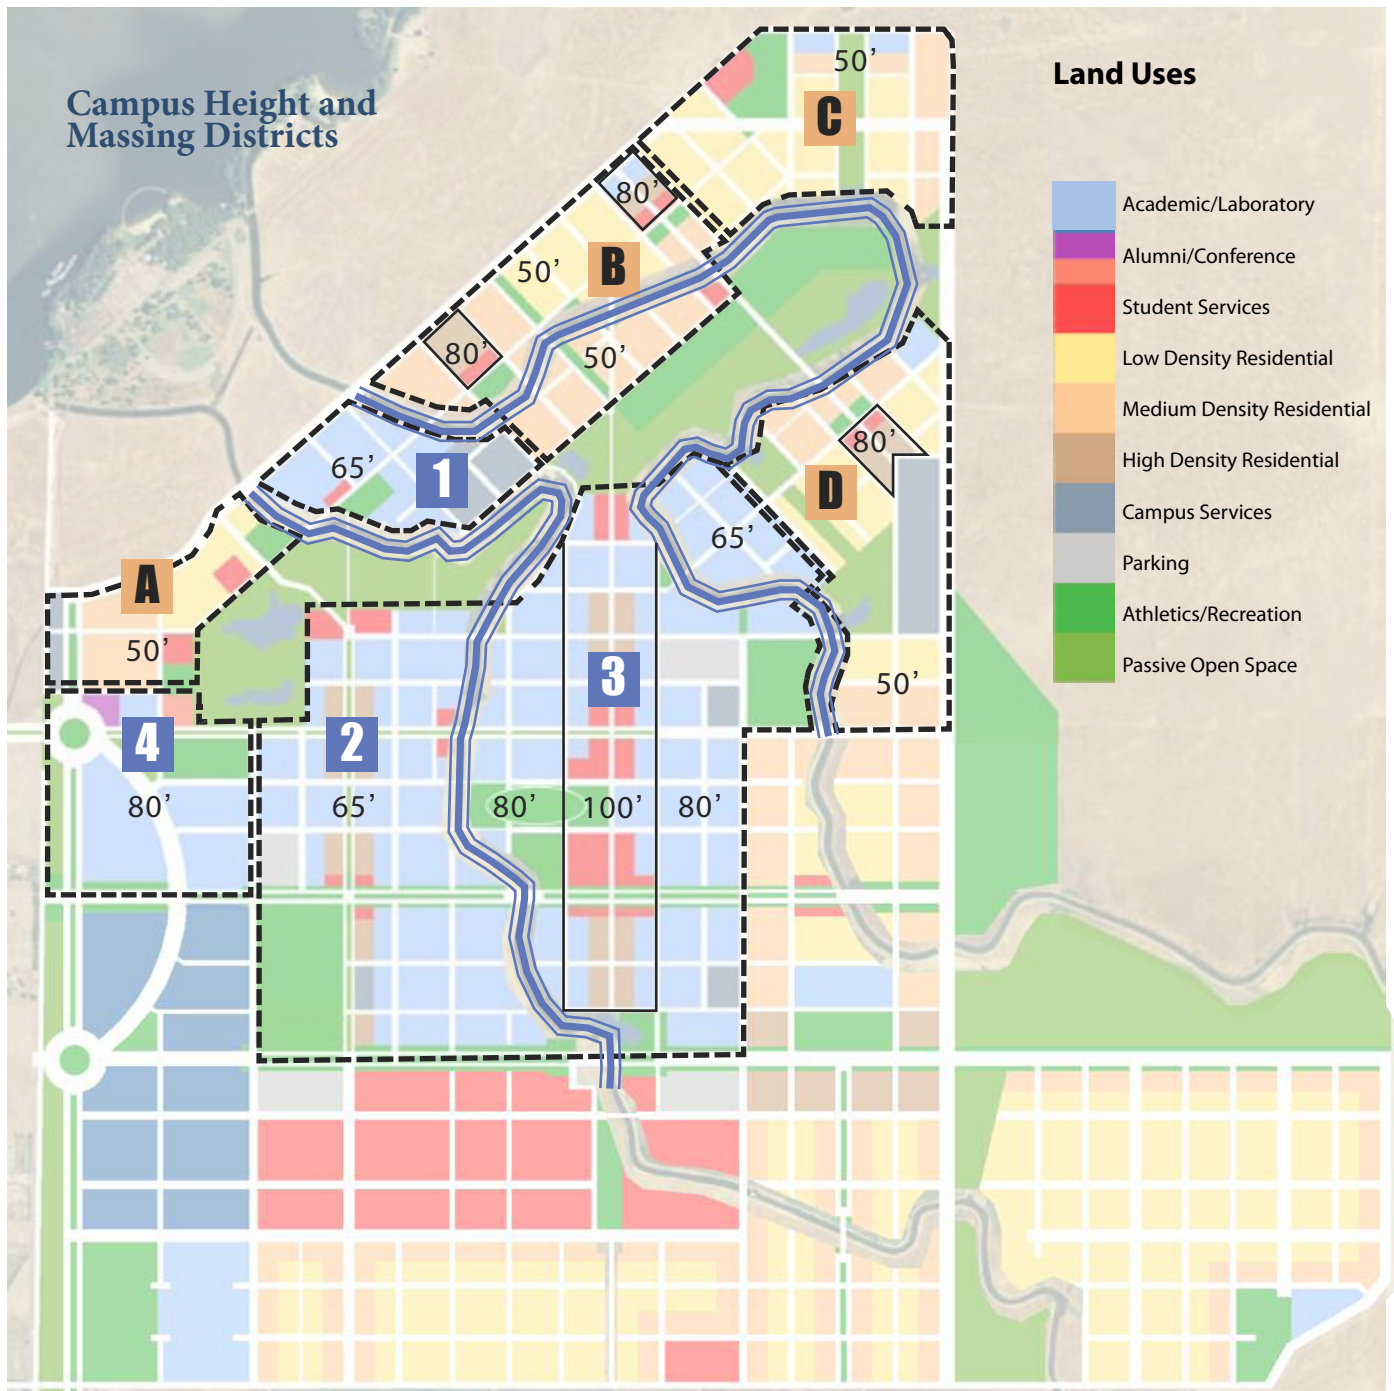 Campus Height and
Massing Districts
50’
C
80’
50’
B
80’
50’
65’
1
80’
D
65’
A
50’
3
50’
4
2
80’
65’
80’
100’
80’
Land Uses
Academic/Laboratory
Alumni/Conference
Student Services
Low Density Residential
Medium Density Residential
High Density Residential
Campus Services
Parking
Athletics/Recreation
Passive Open Space